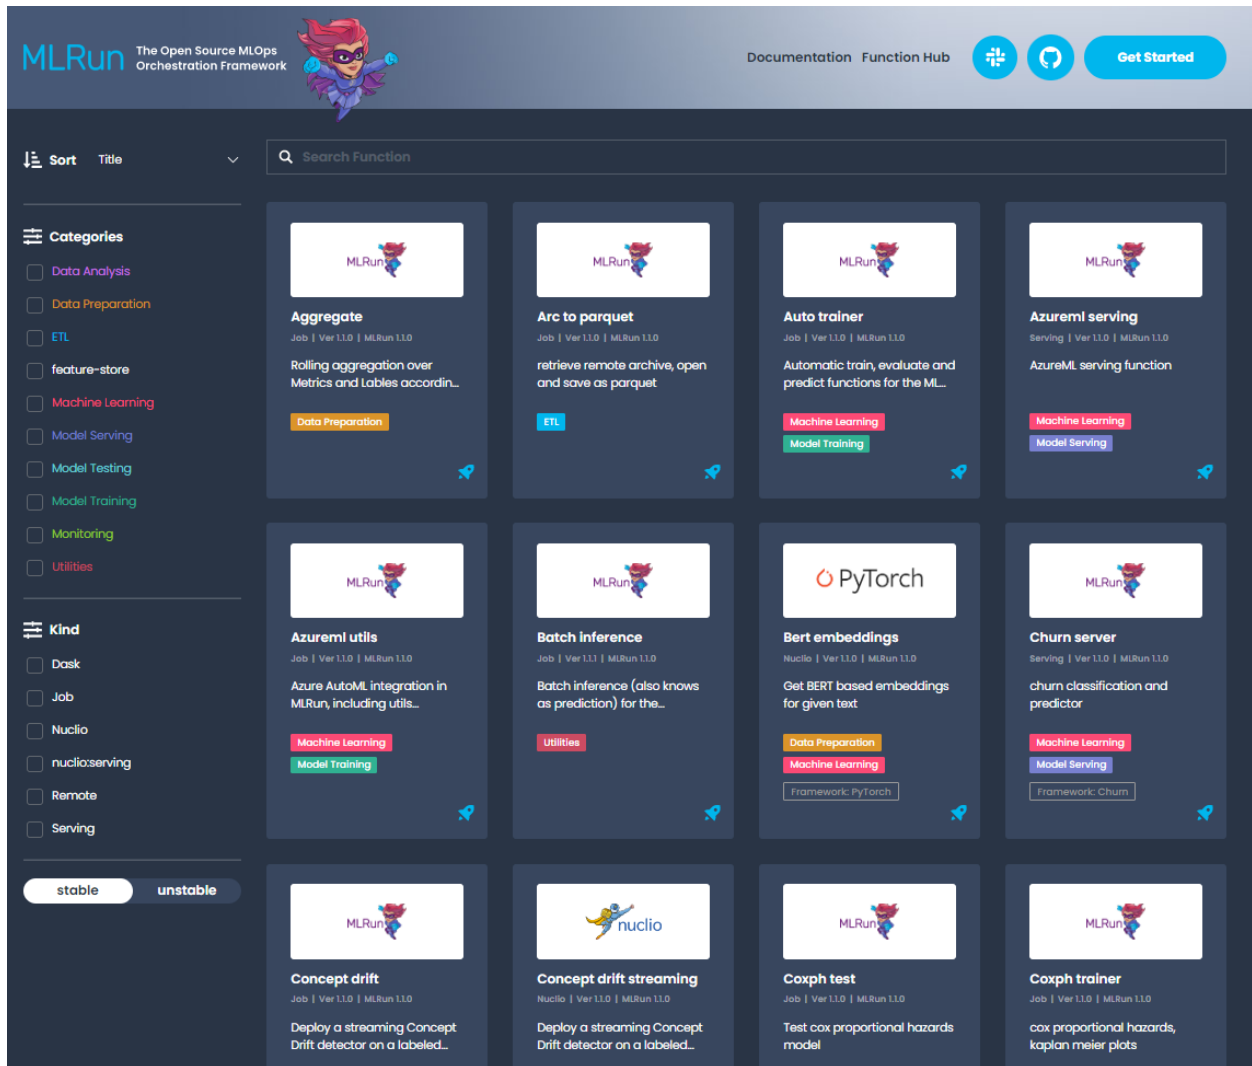 MLRun
The Open Source MLOps
Orchestration Framework
Documentation Function Hub
Get Started
Sort Title
Search Function
Categories
Data Analysis
Data Preparation
ETL
feature-store
Machine Learning
Model Serving
Model Testing
Model Training
Monitoring
Utilities
Kind
Dask
Job
Nuclio
nuclio:serving
Remote
Serving
stable unstable
MLRun
Aggregate
Job | Ver 1.1.0 | MLRun 1.1.0
Rolling aggregation over
Metrics and Lables accordin...
Data Preparation
MLRun
Arc to parquet
Job | Ver 1.1.0 | MLRun 1.1.0
retrieve remote archive, open
and save as parquet
ETL
MLRun
Auto trainer
Job | Ver 1.1.0 | MLRun 1.1.0
Automatic train, evaluate and
predict functions for the ML...
Machine Learning
Model Training
MLRun
Azureml serving
Serving | Ver 1.1.0 | MLRun 1.1.0
AzureML serving function
Machine Learning
Model Serving
MLRun
Azureml utils
Job | Ver 1.1.0 | MLRun 1.1.0
Azure AutoML integration in
MLRun, including utils...
Machine Learning
Model Training
MLRun
Batch inference
Job | Ver 1.1.1 | MLRun 1.1.0
Batch inference (also knows
as prediction) for the...
Utilities
PyTorch
Bert embeddings
Nuclio | Ver 1.1.0 | MLRun 1.1.0
Get BERT based embeddings
for given text
Data Preparation
Machine Learning
Framework: PyTorch
MLRun
Churn server
Serving | Ver 1.1.0 | MLRun 1.1.0
churn classification and
predictor
Machine Learning
Model Serving
Framework: Churn
MLRun
Concept drift
Job | Ver 1.1.0 | MLRun 1.1.0
Deploy a streaming Concept
Drift detector on a labeled...
nuclio
Concept drift streaming
Nuclio | Ver 1.1.0 | MLRun 1.1.0
Deploy a streaming Concept
Drift detector on a labeled...
MLRun
Coxph test
Job | Ver 1.1.0 | MLRun 1.1.0
Test cox proportional hazards
model
MLRun
Coxph trainer
Job | Ver 1.1.0 | MLRun 1.1.0
cox proportional hazards,
kaplan meier plots